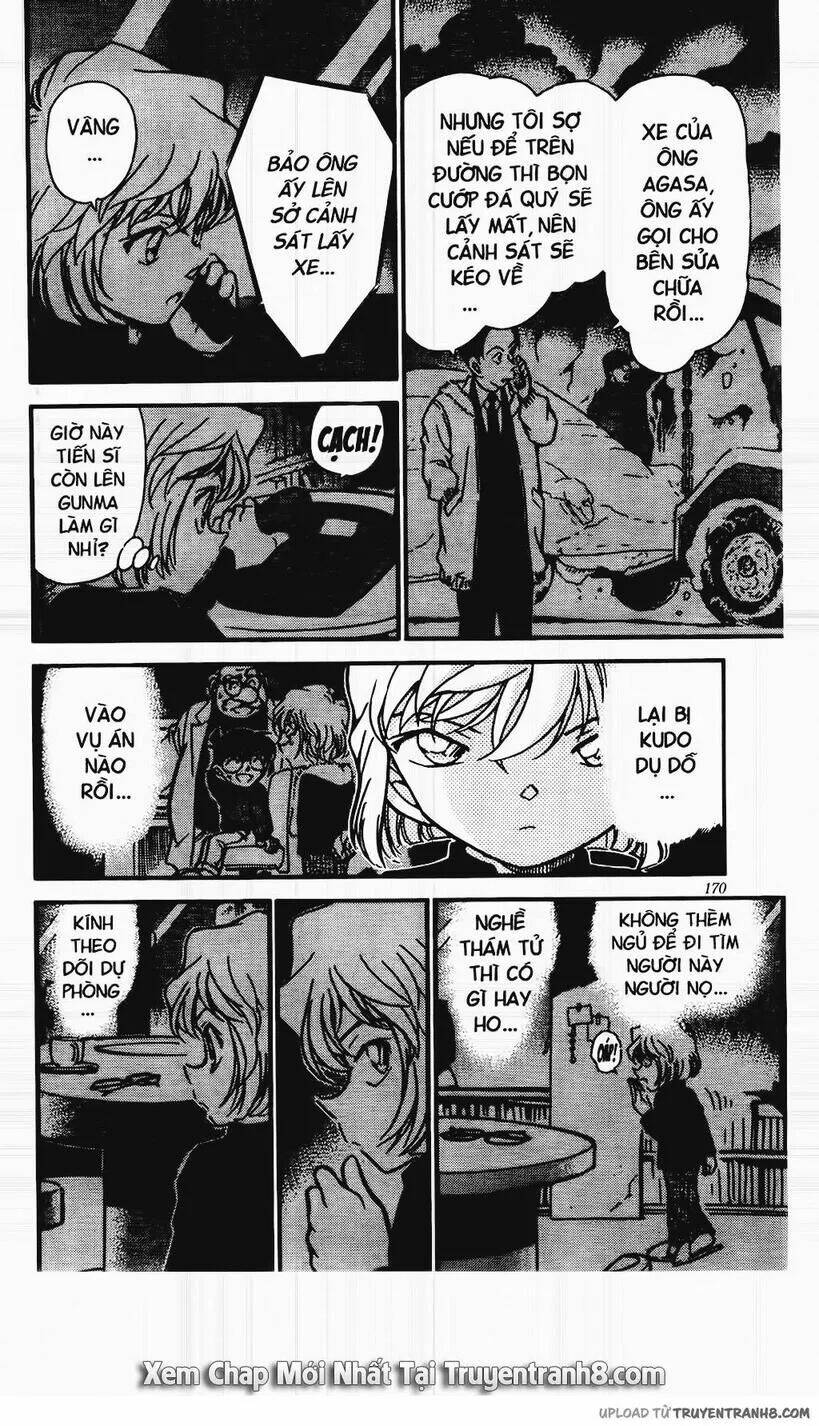 XE CỦA
ÔNG
AGASA,
ÔNG ẤY
GỌI CHO
BÊN SỬA
CHỮA
RỒI...
NHƯNG TÔI SỢ
NẾU ĐỂ TRÊN
ĐƯỜNG THÌ BỌN
CƯỚP ĐÁ QUÝ SẼ
LẤY MẤT, NÊN
CẢNH SÁT SẼ
KÉO VỀ
...
BẢO ÔNG
ẤY LÊN
SỞ CẢNH
SÁT LẤY
XE...
VÂNG
...
CẠCH!
GIỜ NÀY
TIẾN SĨ
CÒN LÊN
GUNMA
LÀM GÌ
NHỈ?
LẠI BỊ
KUDO
DỤ DỖ
...
VÀO
VỤ ÁN
NÀO
RỒI...
170
KHÔNG THÈM
NGỦ ĐỂ ĐI TÌM
NGƯỜI NÀY
NGƯỜI NỌ...
NGHỀ
THÁM TỬ
THÌ CÓ
GÌ HAY
HO...
OÁP!
KÍNH
THEO
DÕI DỰ
PHÒNG
...
Xem Chap Mới Nhất Tại Truyentranh8.com
UPLOAD TỪ TRUYENTRANH8.COM